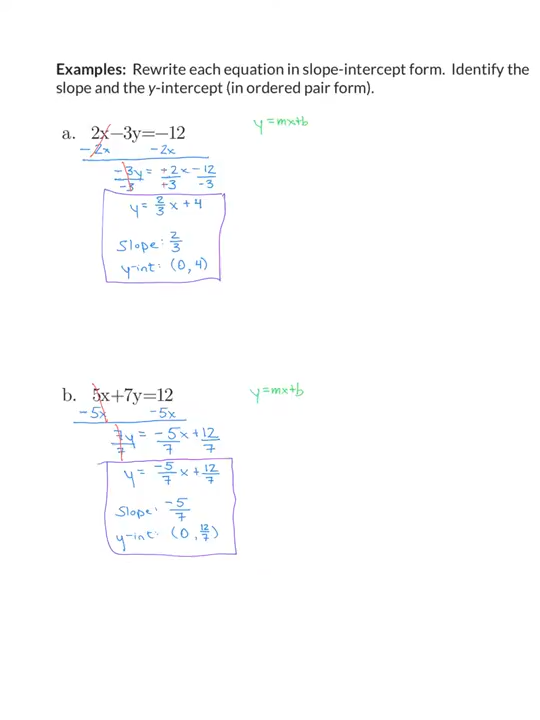 Examples: Rewrite each equation in slope-intercept form. Identify the
slope and the y-intercept (in ordered pair form).
a. 2x−3y=−12
y=mx+b
−2x −2x
−3y/−3 = +2x/+3 −12/−3
y = 2/3 x + 4
Slope: 2/3
y-int: (0, 4)
b. 5x+7y=12
y=mx+b
−5x −5x
7y/7 = −5x/7 + 12/7
y = −5/7 x + 12/7
Slope: −5/7
y-int: (0, 12/7)